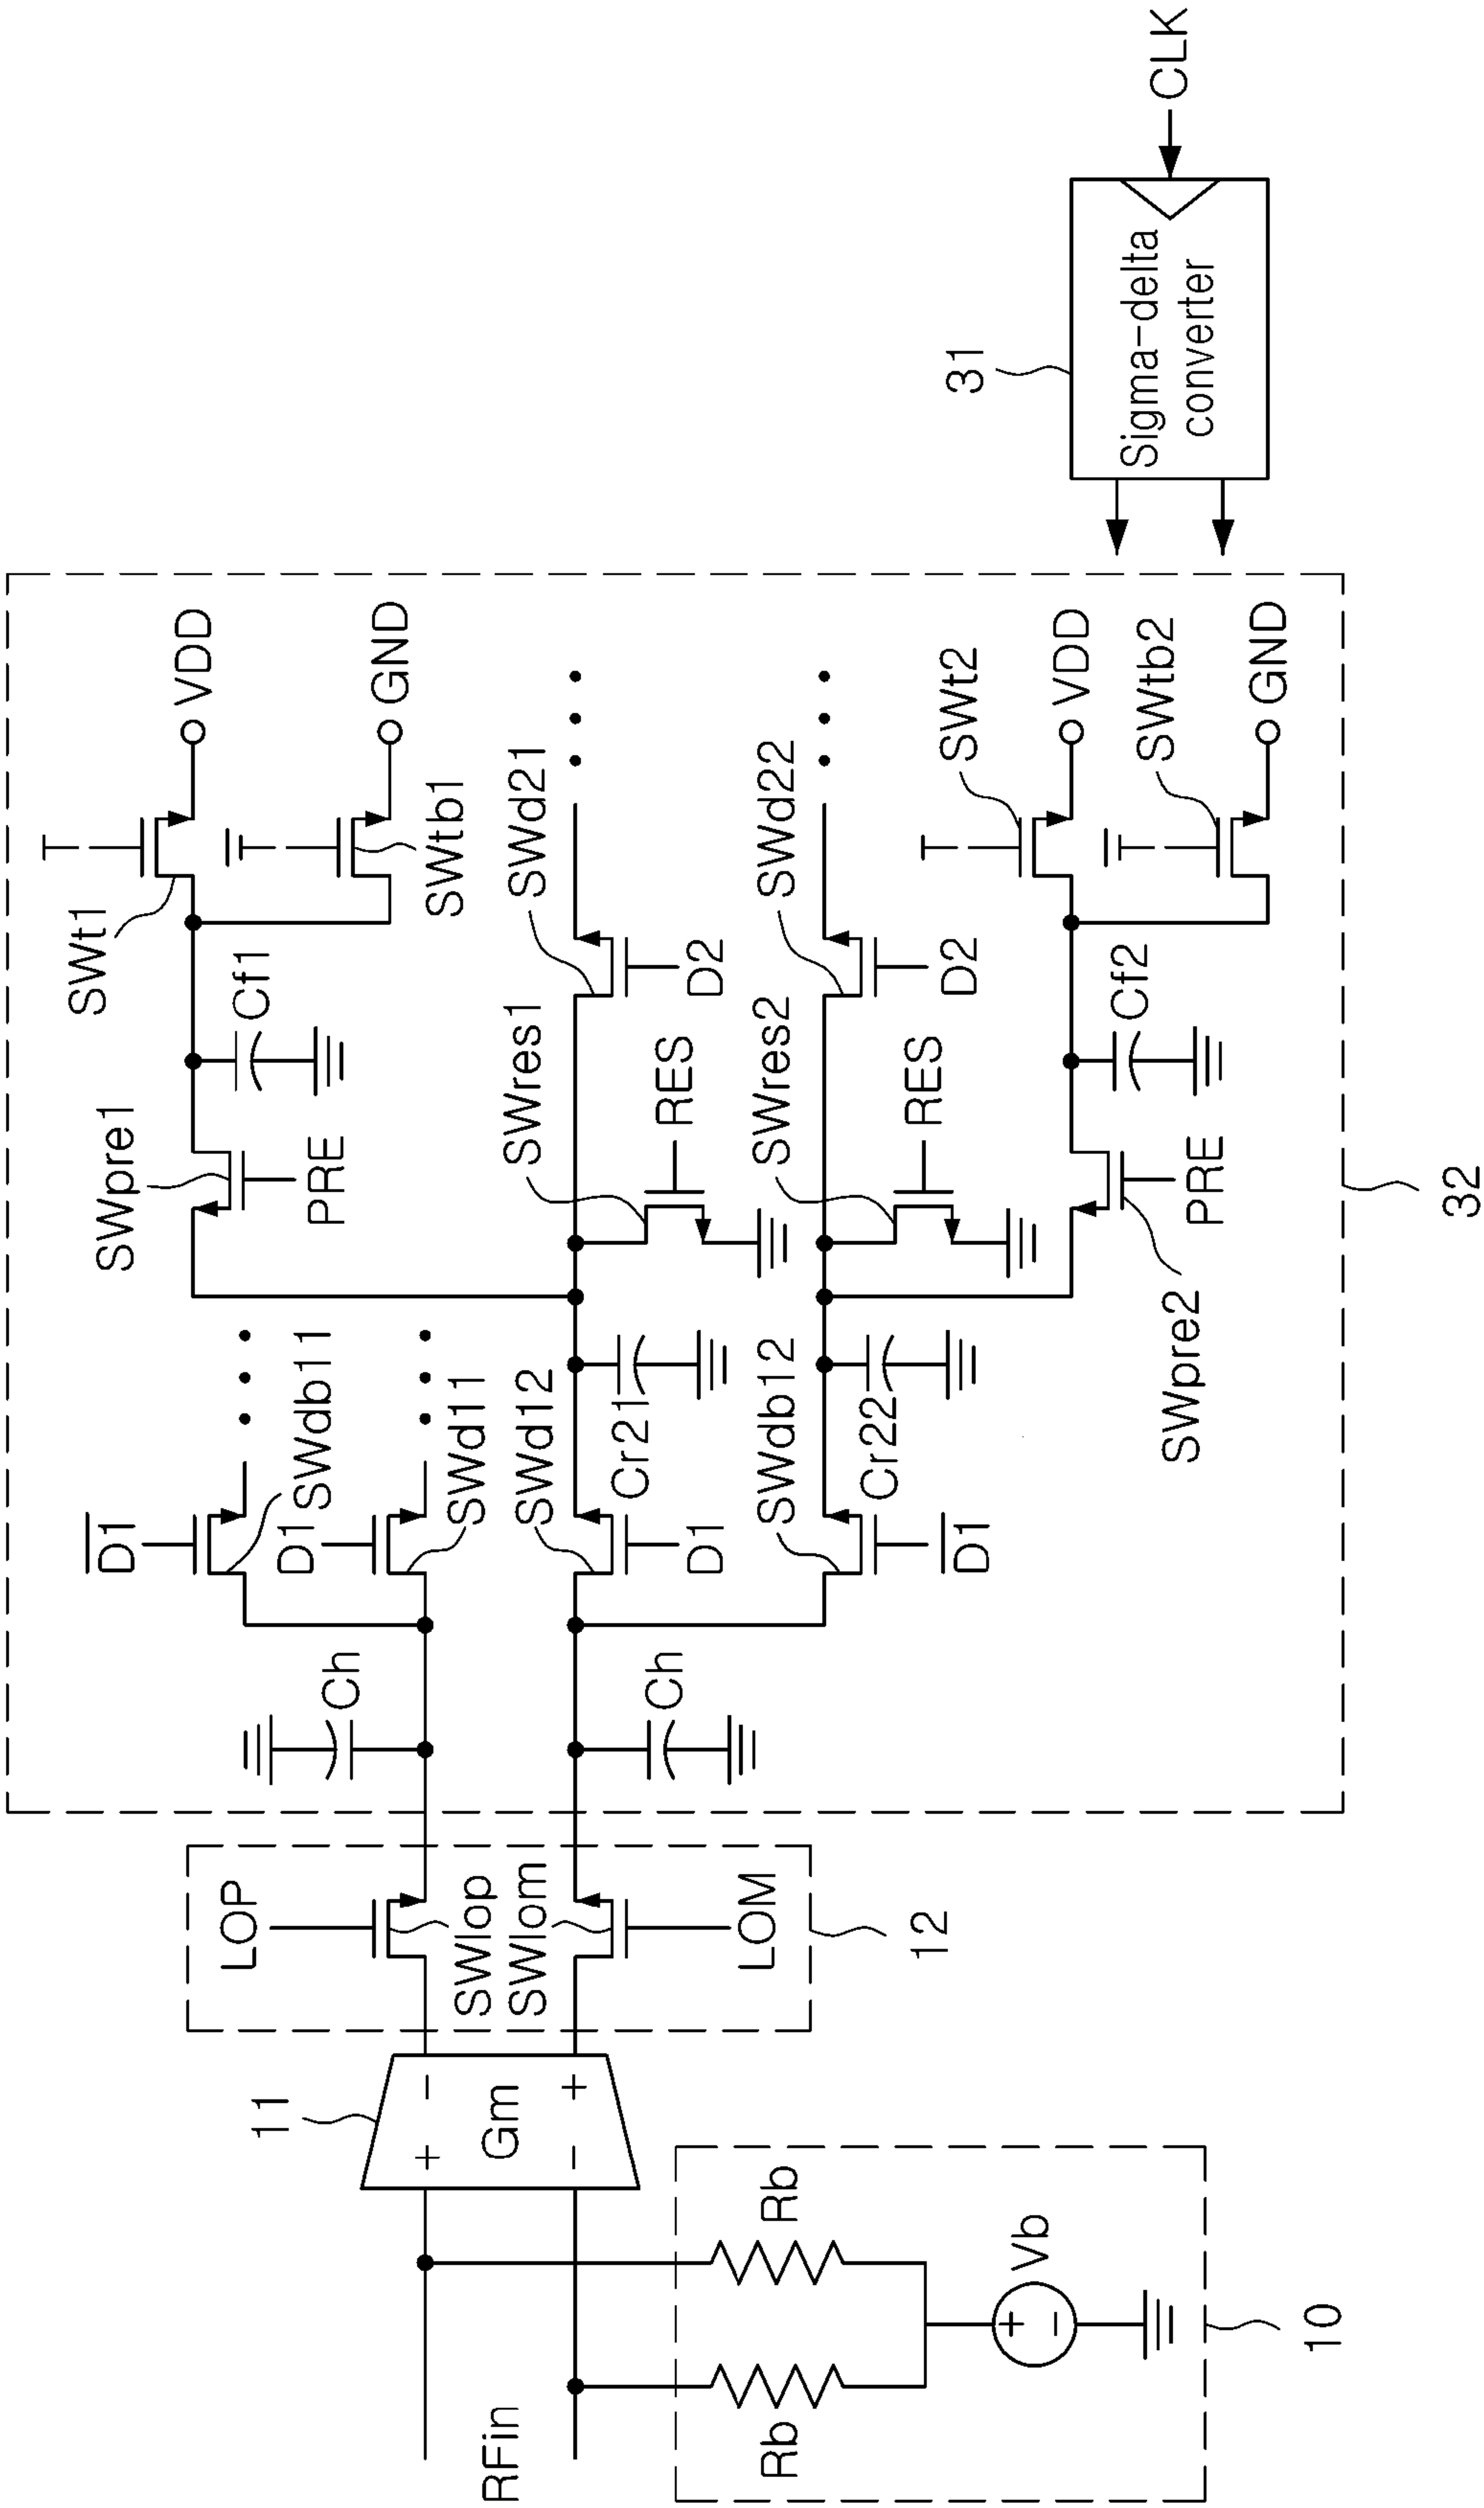 T
SWt1
VDD
SWpre1
Cf1
PRE
T̅
GND
SWtb1
D̅1̅
SWdb11
D1
SWd11
Ch
LOP
SWlop
SWlom
LOM
12
11
+ −
Gm
− +
RFin
Rb
Rb
Vb
+
−
10
Ch
SWd12
D1
Cr21
SWres1
RES
SWd21
D2
SWdb12
D̅1̅
Cr22
SWres2
RES
SWd22
D2
SWpre2
PRE
Cf2
T
SWt2
VDD
T̅
SWtb2
GND
32
31
Sigma-delta
converter
CLK